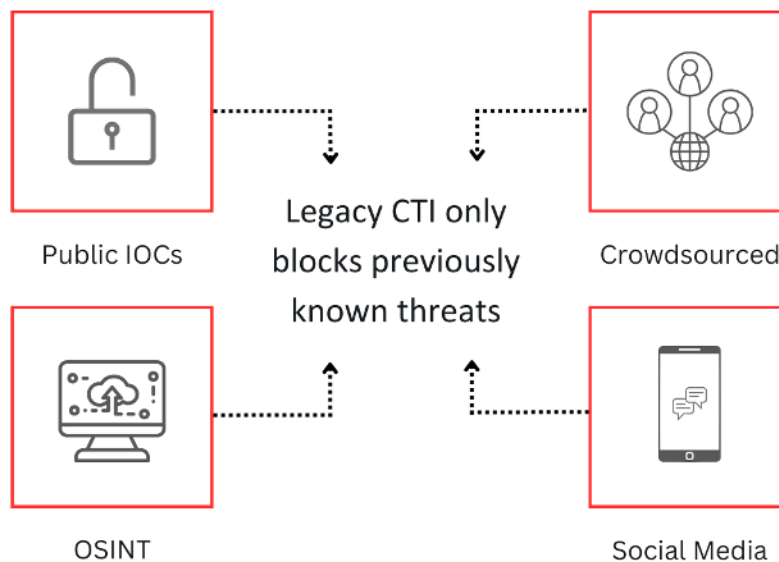 Legacy CTI only
blocks previously
known threats
Public IOCs
Crowdsourced
OSINT
Social Media